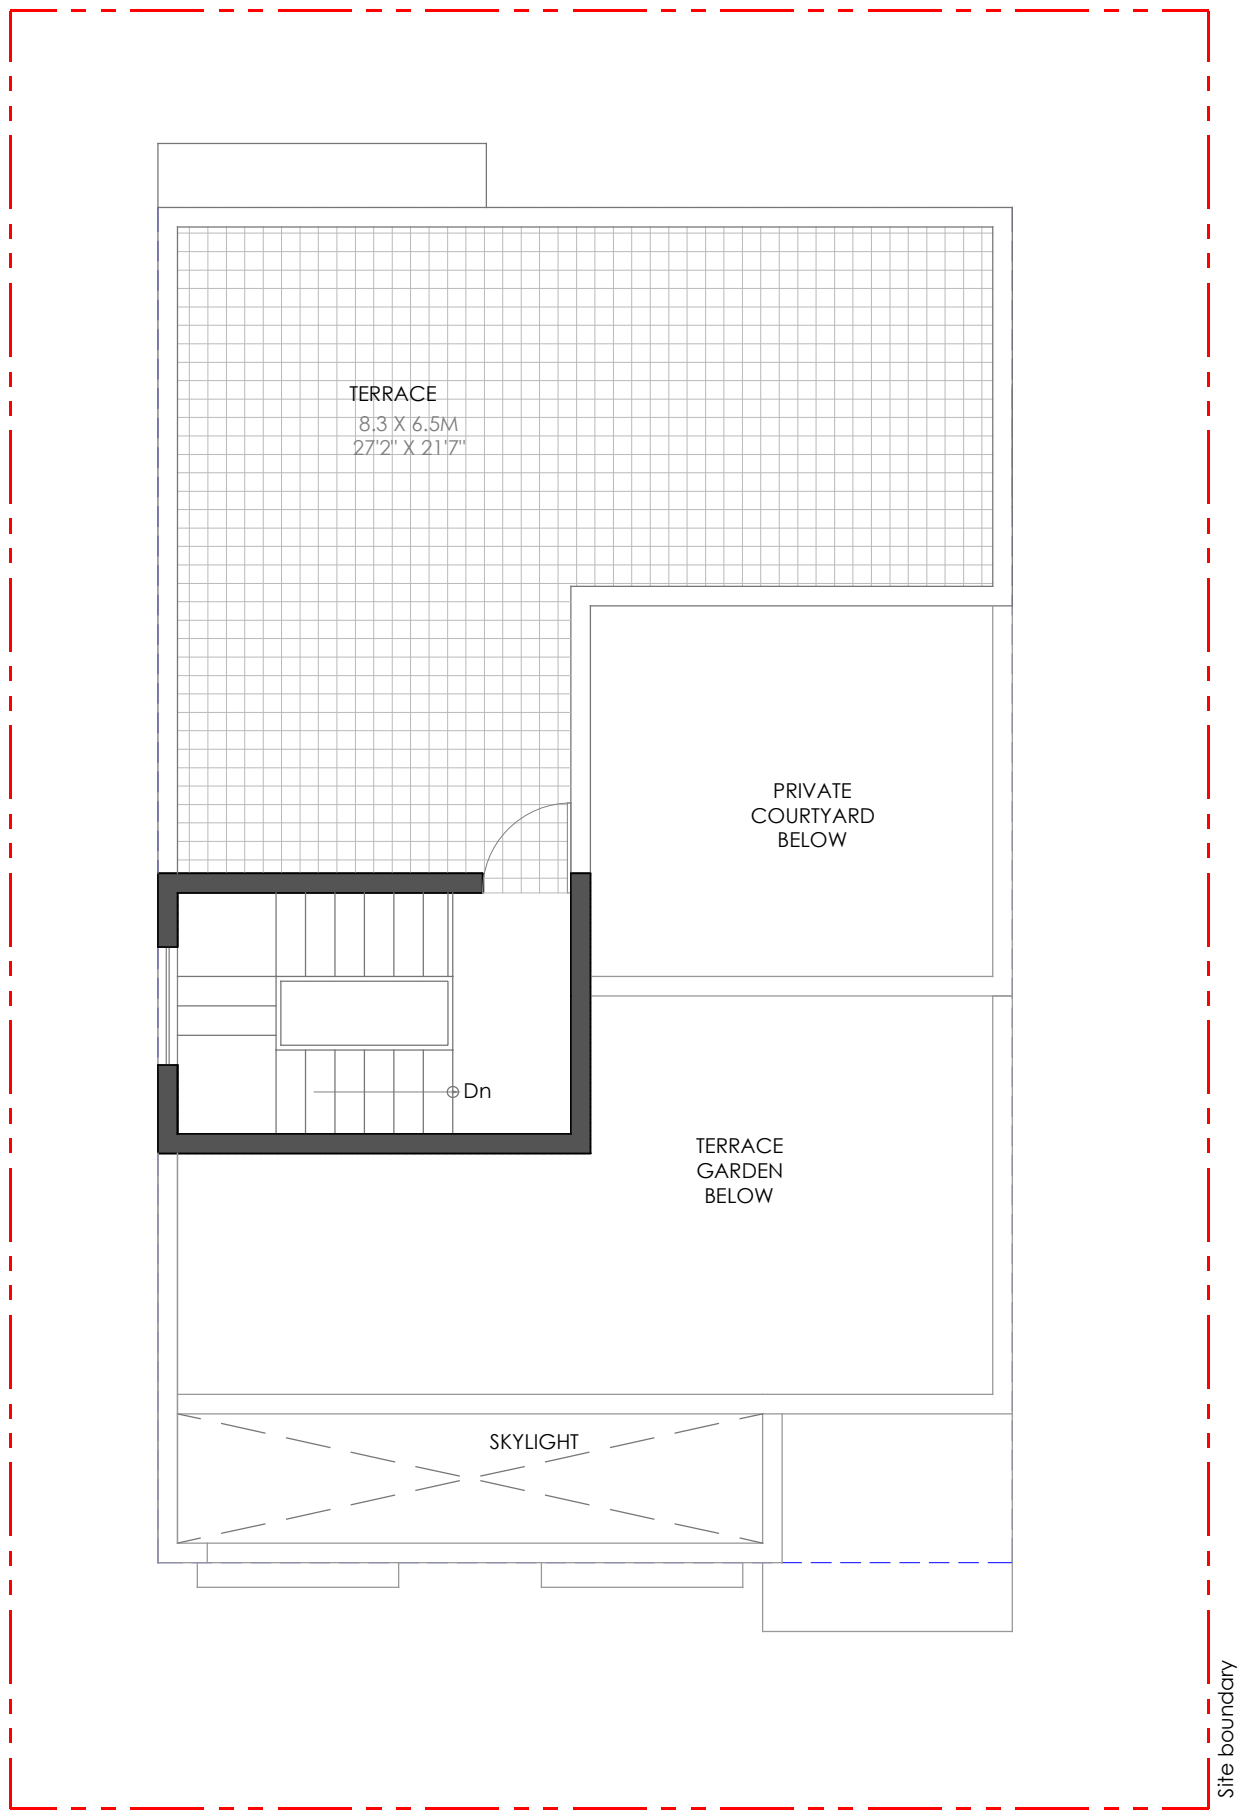 TERRACE
8.3 X 6.5M
27'2" X 21'7"
PRIVATE
COURTYARD
BELOW
Dn
TERRACE
GARDEN
BELOW
SKYLIGHT
Site boundary